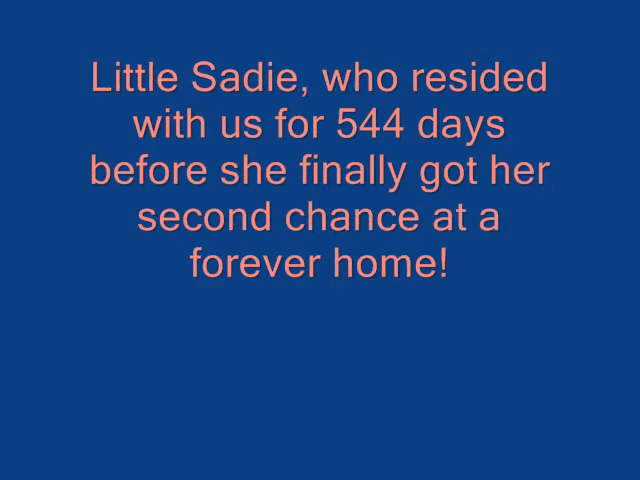 Little Sadie, who resided
with us for 544 days
before she finally got her
second chance at a
forever home!